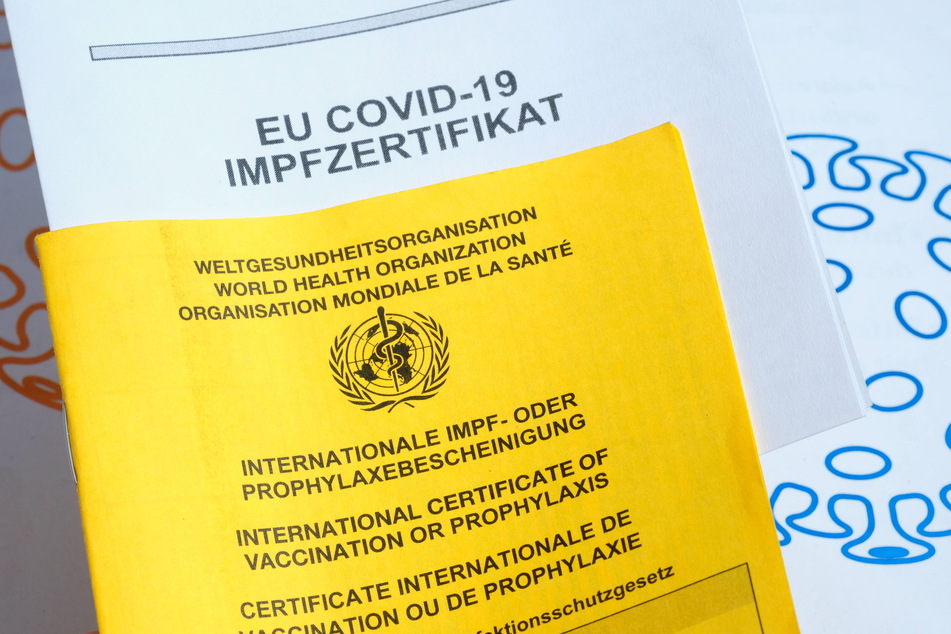 EU COVID-19
IMPFZERTIFIKAT
WELTGESUNDHEITSORGANISATION
WORLD HEALTH ORGANIZATION
ORGANISATION MONDIALE DE LA SANTÉ
INTERNATIONALE IMPF- ODER
PROPHYLAXEBESCHEINIGUNG
INTERNATIONAL CERTIFICATE OF
VACCINATION OR PROPHYLAXIS
CERTIFICATE INTERNATIONALE DE
VACCINATION OU DE PROPHYLAXIE
fektionsschutzgesetz